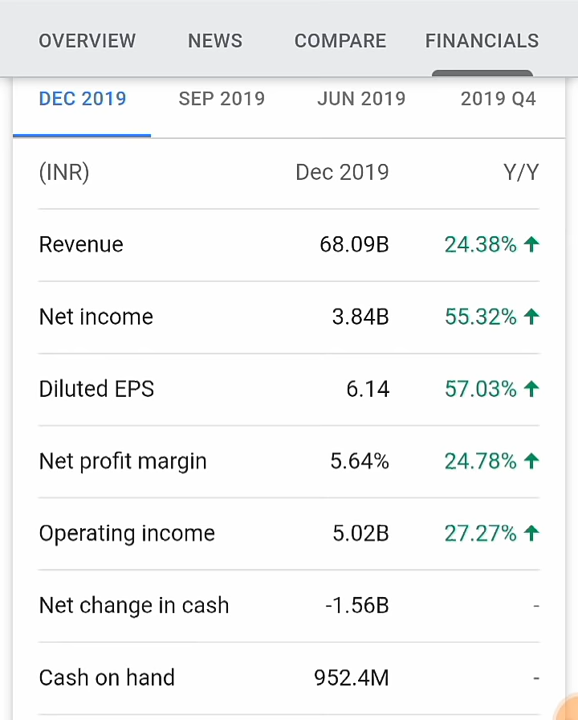 OVERVIEW NEWS COMPARE FINANCIALS
DEC 2019 SEP 2019 JUN 2019 2019 Q4
(INR) Dec 2019 Y/Y
Revenue 68.09B 24.38% ↑
Net income 3.84B 55.32% ↑
Diluted EPS 6.14 57.03% ↑
Net profit margin 5.64% 24.78% ↑
Operating income 5.02B 27.27% ↑
Net change in cash -1.56B -
Cash on hand 952.4M -